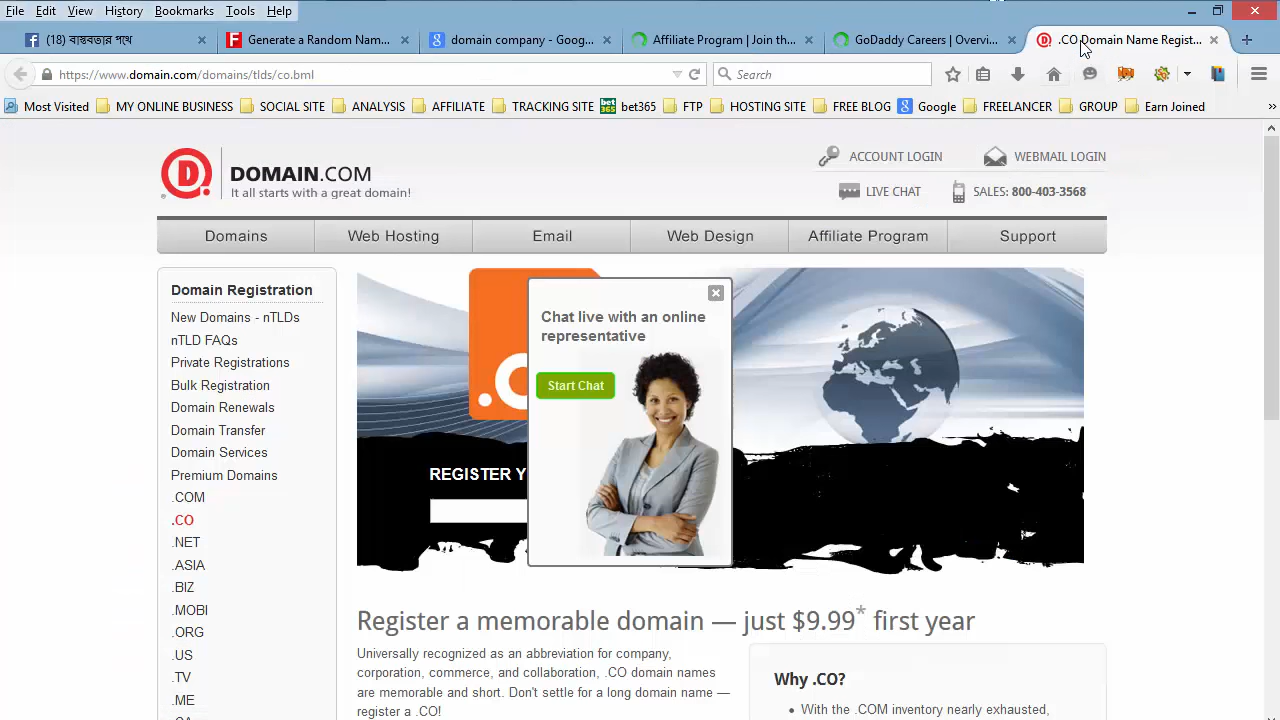 File Edit View History Bookmarks Tools Help
(18) বাস্তবতার পথে
Generate a Random Nam...
domain company - Goog...
Affiliate Program | Join th...
GoDaddy Careers | Overvi...
.CO Domain Name Regist...
https://www.domain.com/domains/tlds/co.bml
Search
Most Visited MY ONLINE BUSINESS SOCIAL SITE ANALYSIS AFFILIATE TRACKING SITE bet365 FTP HOSTING SITE FREE BLOG Google FREELANCER GROUP Earn Joined
DOMAIN.COM
It all starts with a great domain!
ACCOUNT LOGIN WEBMAIL LOGIN
LIVE CHAT SALES: 800-403-3568
Domains Web Hosting Email Web Design Affiliate Program Support
Domain Registration
New Domains - nTLDs
nTLD FAQs
Private Registrations
Bulk Registration
Domain Renewals
Domain Transfer
Domain Services
Premium Domains
.COM
.CO
.NET
.ASIA
.BIZ
.MOBI
.ORG
.US
.TV
.ME
Chat live with an online
representative
Start Chat
REGISTER Y
Register a memorable domain — just $9.99* first year
Universally recognized as an abbreviation for company,
corporation, commerce, and collaboration, .CO domain names
are memorable and short. Don't settle for a long domain name —
register a .CO!
Why .CO?
• With the .COM inventory nearly exhausted,